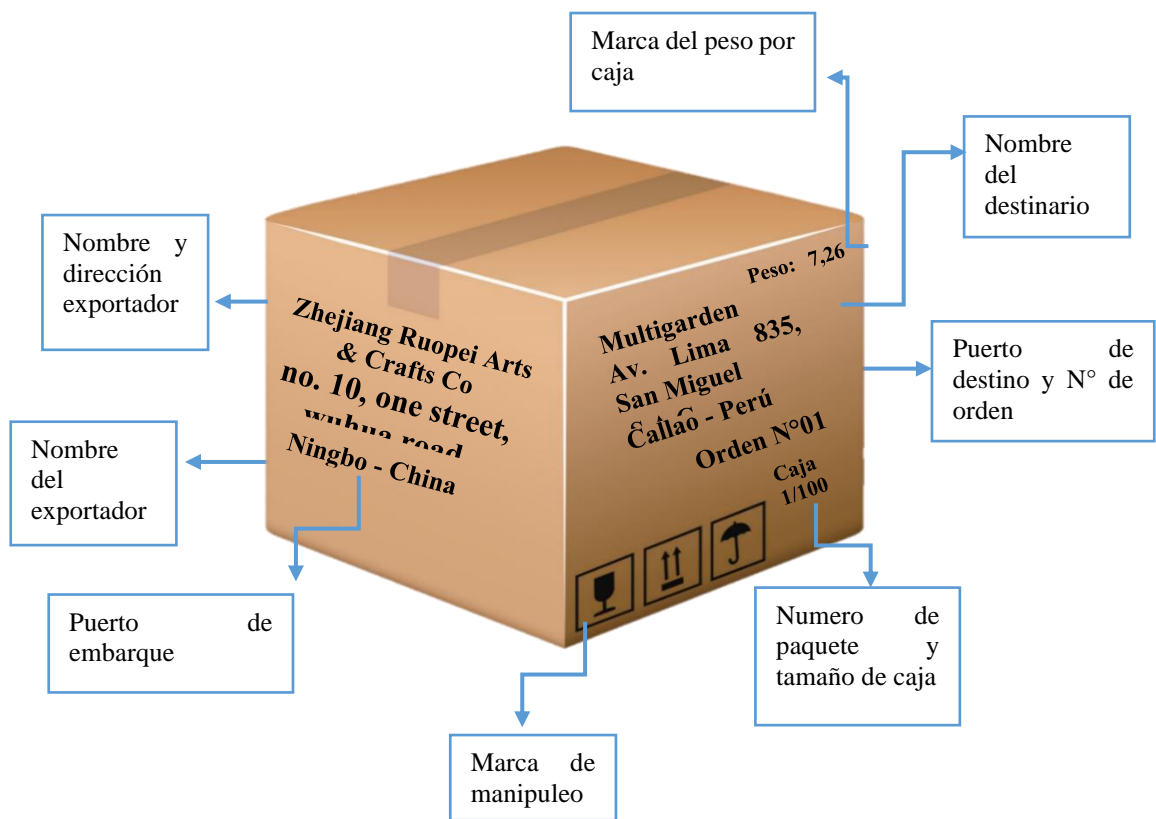 Marca del peso por
caja
Nombre
del
destinario
Nombre y
dirección
exportador
Peso: 7,26
Zhejiang Ruopei Arts
& Crafts Co
no. 10, one street,
wuhua road
Ningbo - China
Multigarden
Av. Lima 835,
San Miguel
Callao - Perú
Orden N°01
Caja
1/100
Puerto de
destino y N° de
orden
Nombre
del
exportador
Puerto de
embarque
Numero de
paquete y
tamaño de caja
Marca de
manipuleo